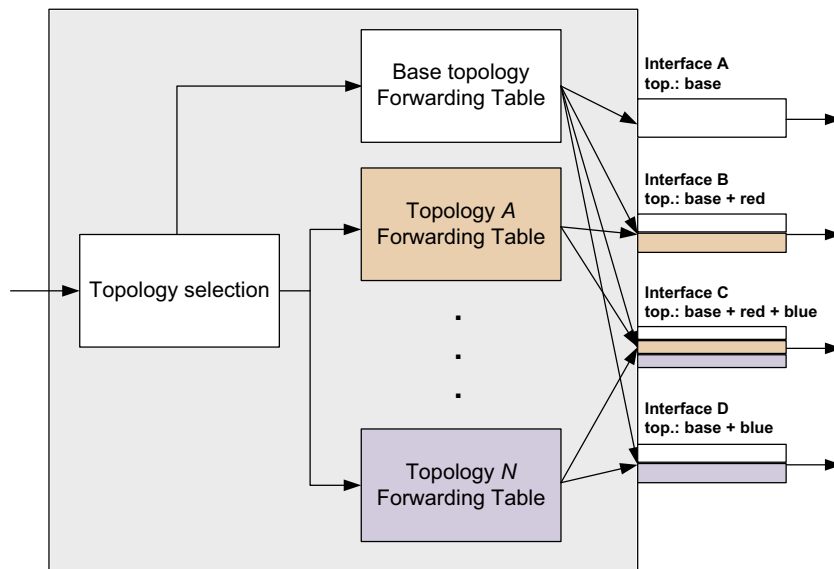 Base topology
Forwarding Table
Interface A
top.: base
Interface B
top.: base + red
Topology A
Forwarding Table
Topology selection
Interface C
top.: base + red + blue
.
.
.
Interface D
top.: base + blue
Topology N
Forwarding Table